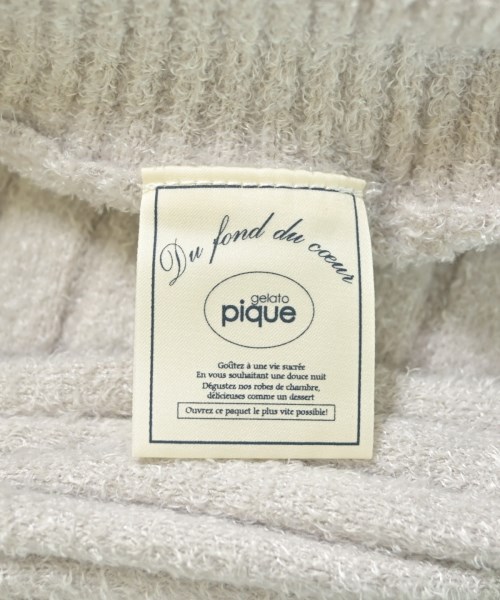 Du fond du cœur
gelato
pique
Goûtez à une vie sucrée
En vous souhaitant une douce nuit
Dégustez nos robes de chambre,
délicieuses comme un dessert
Ouvrez ce paquet le plus vite possible!